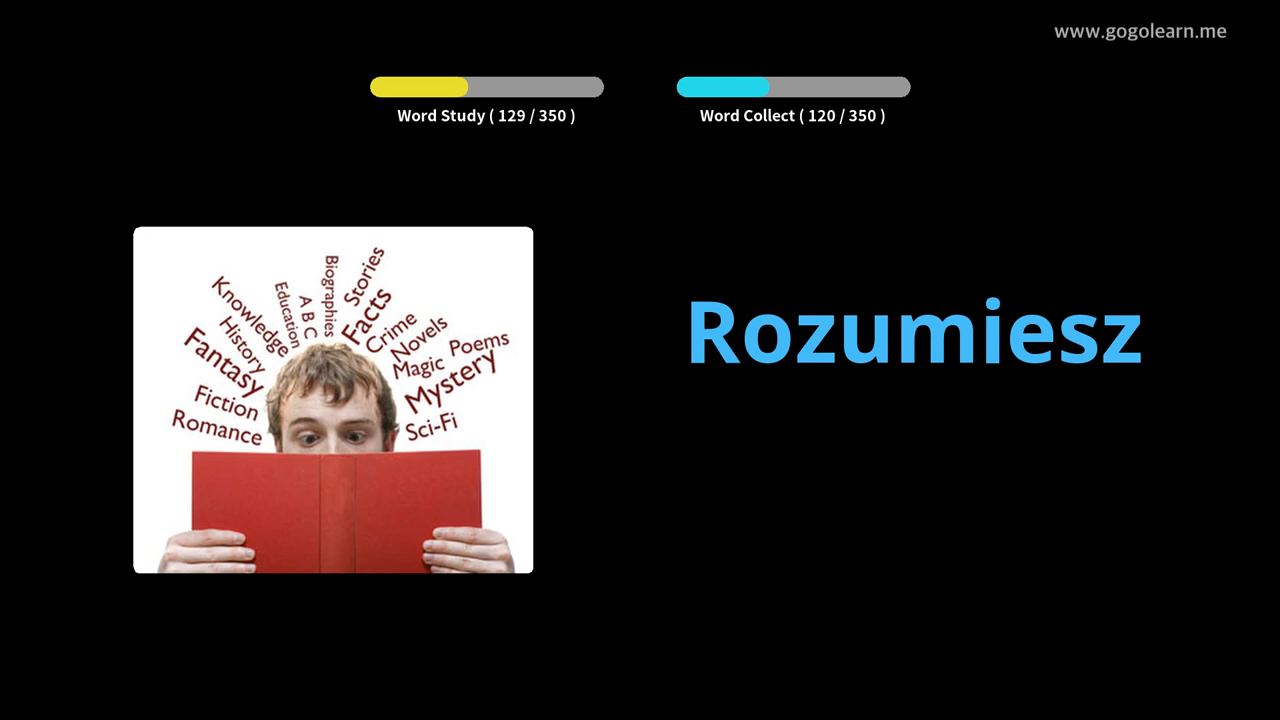 www.gogolearn.me
Word Study ( 129 / 350 )
Word Collect ( 120 / 350 )
Rozumiesz
Knowledge
Education
A B C
Biographies
Stories
Facts
Crime
Novels
Poems
Magic
Mystery
Sci-Fi
History
Fantasy
Fiction
Romance